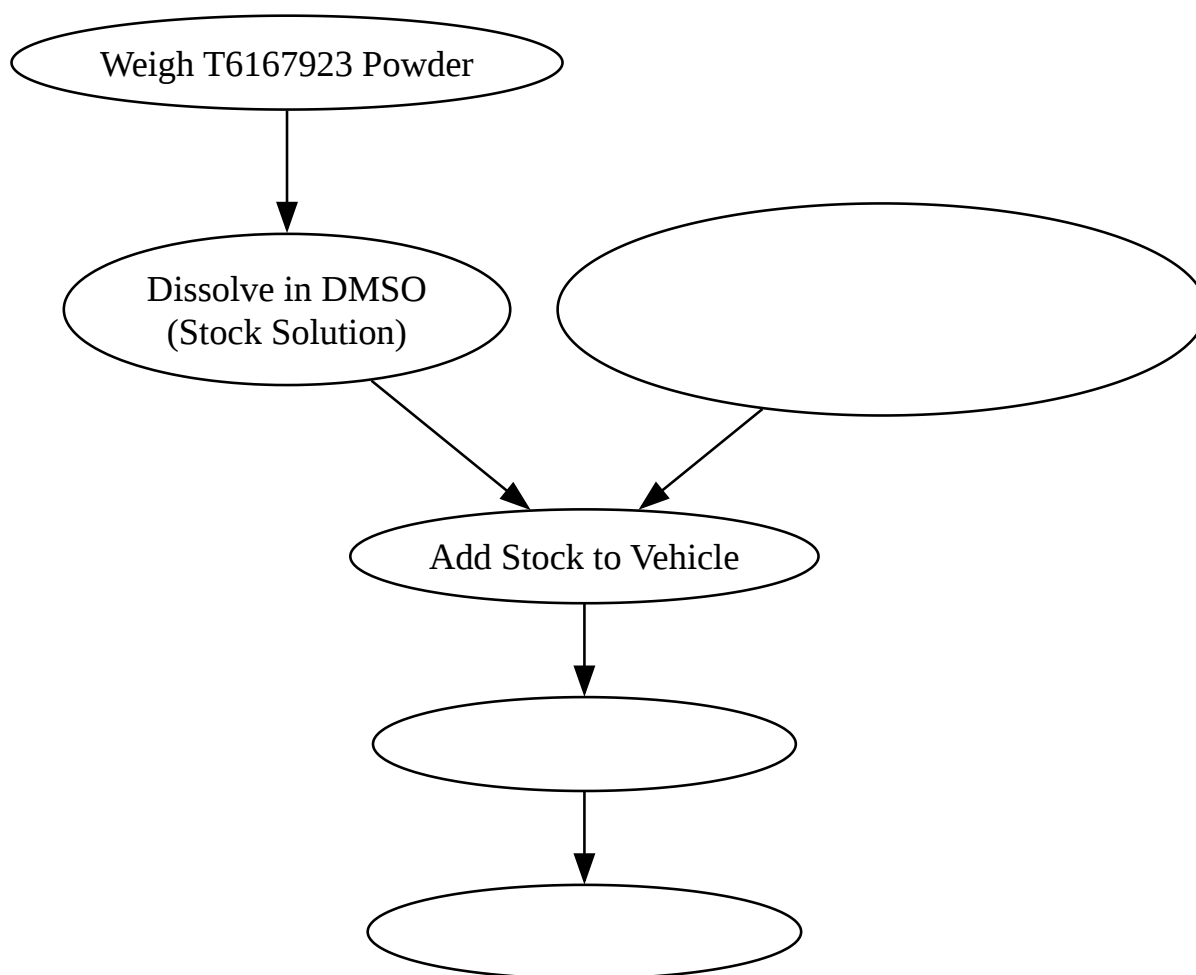 Weigh T6167923 Powder
Dissolve in DMSO
(Stock Solution)
Add Stock to Vehicle